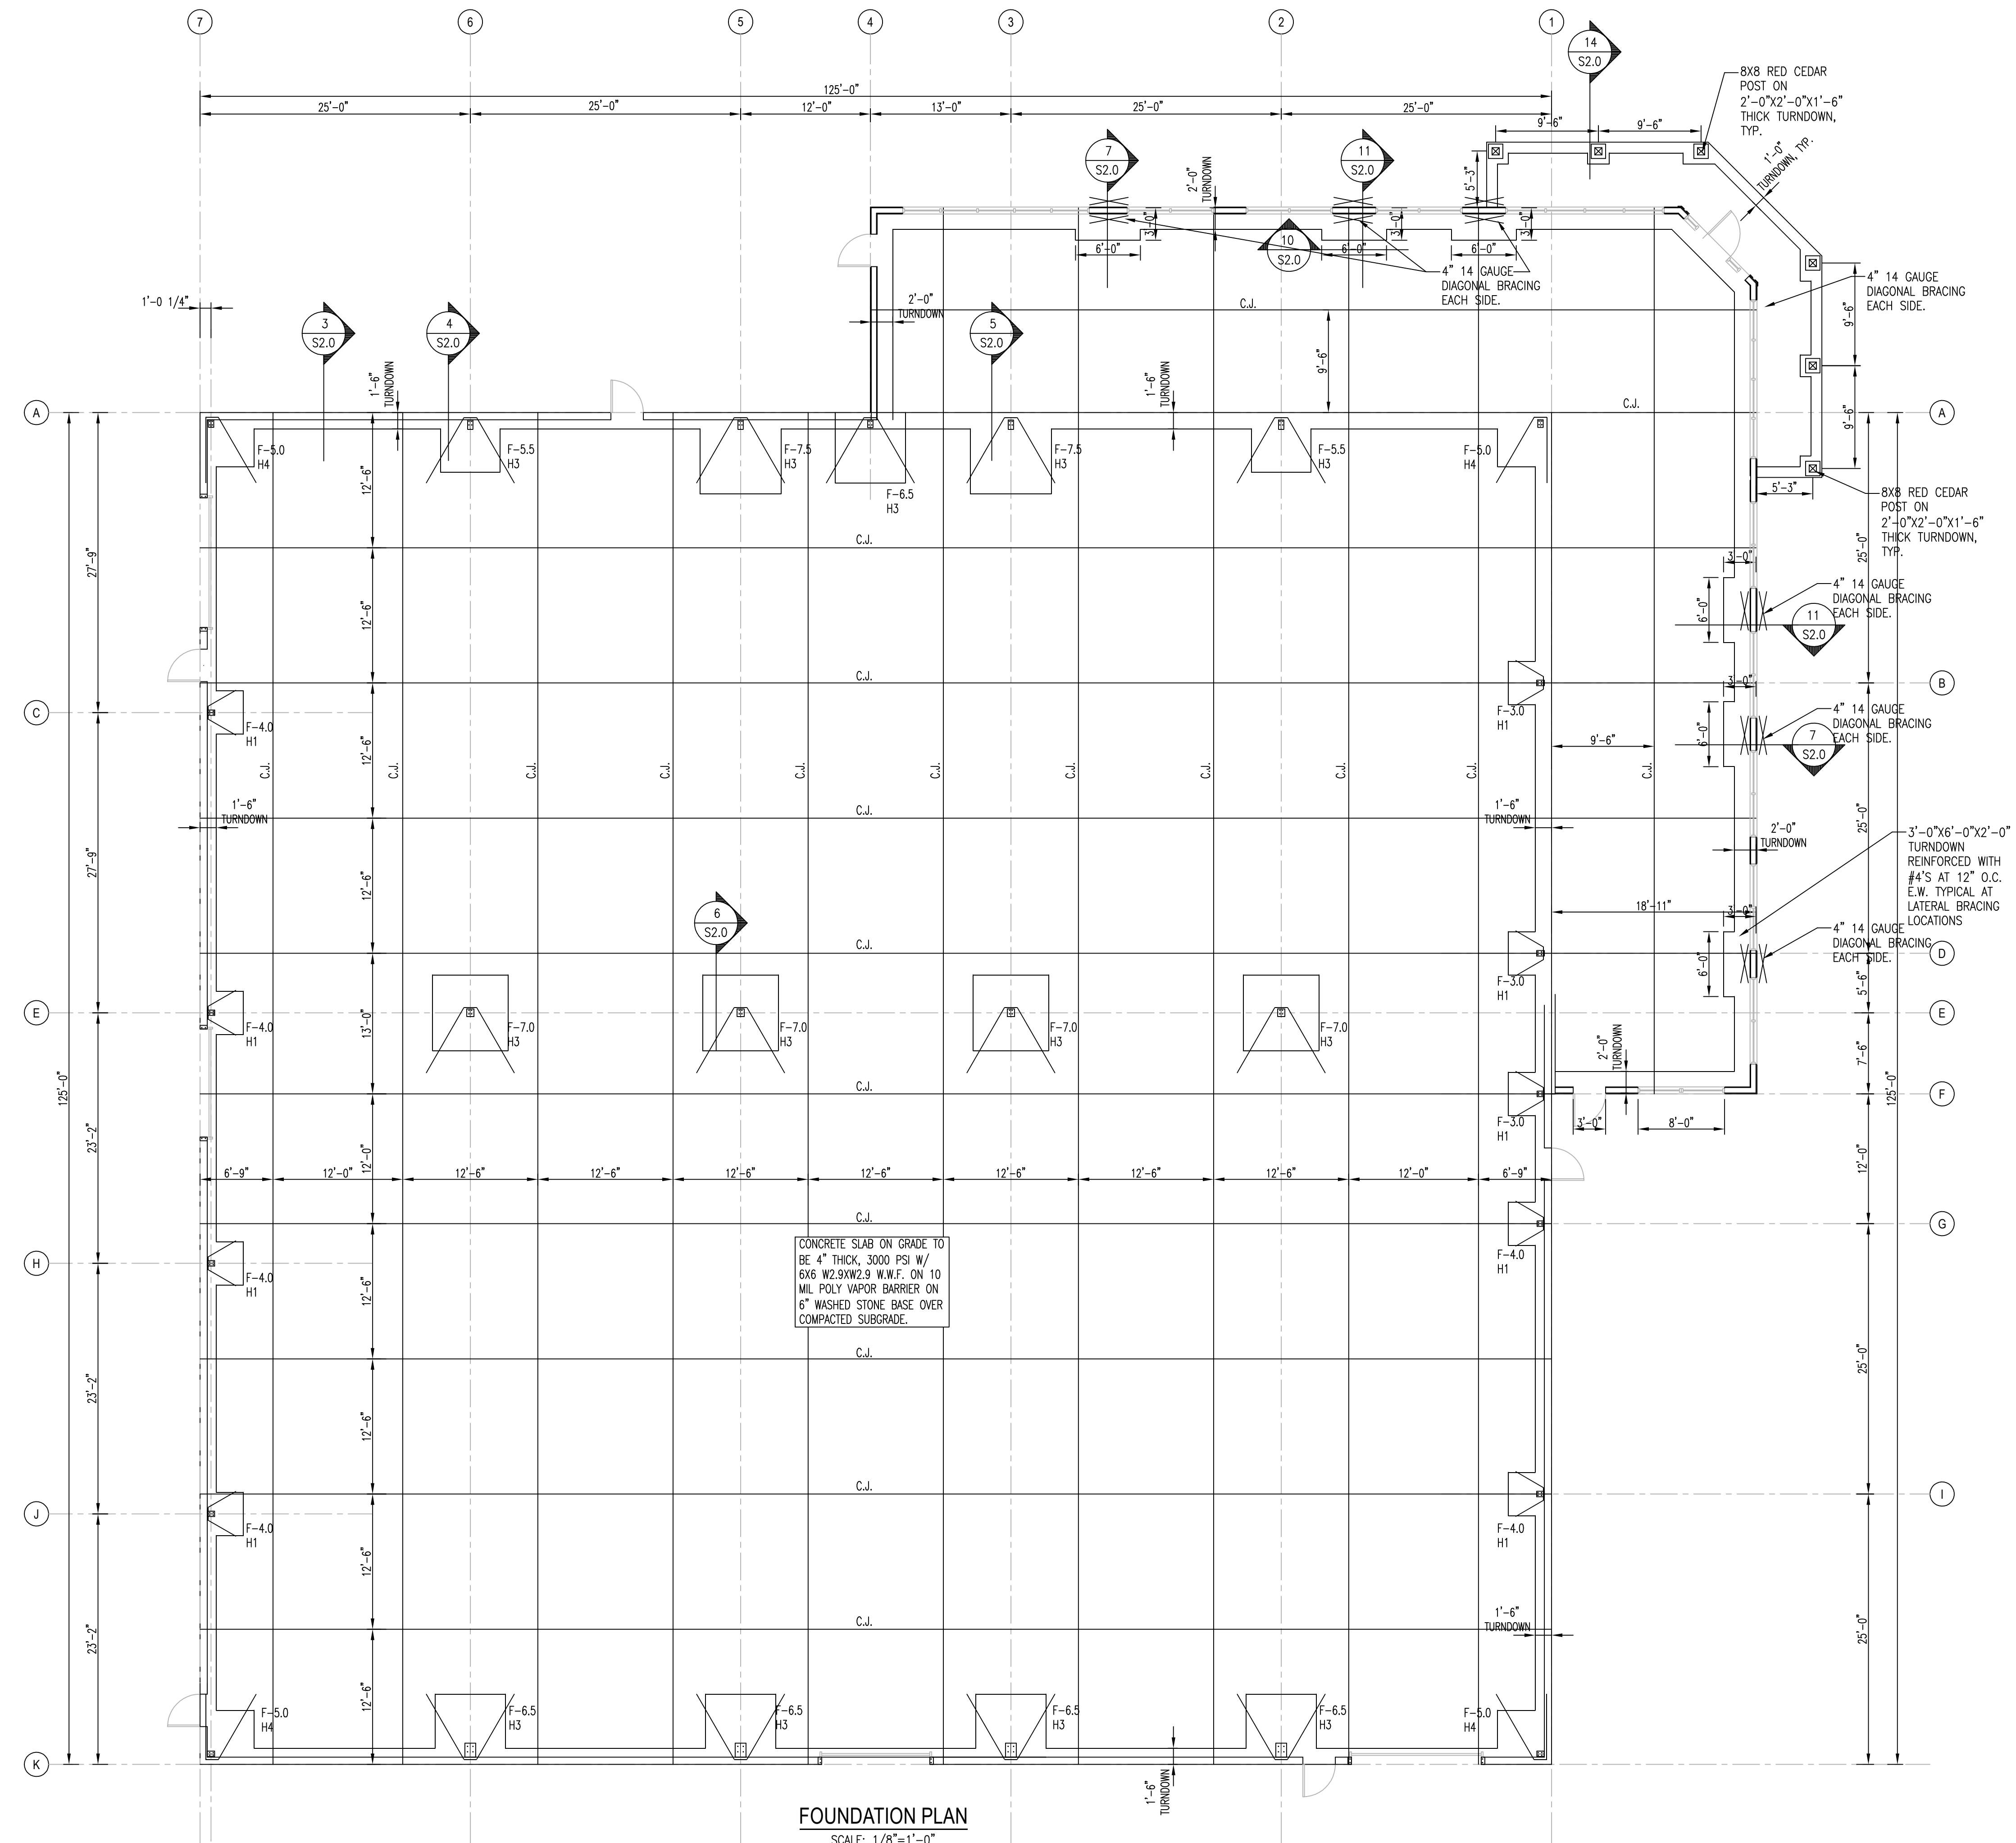 7
6
5
4
3
2
1
14
S2.0
8X8 RED CEDAR
POST ON
2'-0"X2'-0"X1'-6"
THICK TURNDOWN,
TYP.
125'-0"
25'-0"
25'-0"
12'-0"
13'-0"
25'-0"
25'-0"
9'-6"
9'-6"
1'-0"
TURNDOWN, TYP.
7
S2.0
2'-0"
TURNDOWN
11
S2.0
5'-3"
3'-0"
3'-0"
3'-0"
6'-0"
10
S2.0
6'-0"
6'-0"
4" 14 GAUGE
DIAGONAL BRACING
EACH SIDE.
4" 14 GAUGE
DIAGONAL BRACING
EACH SIDE.
9'-6"
9'-6"
1'-0 1/4"
3
S2.0
4
S2.0
2'-0"
TURNDOWN
5
S2.0
C.J.
9'-6"
1'-6"
TURNDOWN
1'-6"
TURNDOWN
C.J.
A
A
F-5.0
H4
F-5.5
H3
F-7.5
H3
F-6.5
H3
F-7.5
H3
F-5.5
H3
F-5.0
H4
5'-3"
8X8 RED CEDAR
POST ON
2'-0"X2'-0"X1'-6"
THICK TURNDOWN,
TYP.
12'-6"
27'-9"
C.J.
25'-0"
3'-0"
12'-6"
6'-0"
4" 14 GAUGE
DIAGONAL BRACING
EACH SIDE.
11
S2.0
C.J.
3'-0"
B
C
F-4.0
H1
F-3.0
H1
6'-0"
4" 14 GAUGE
DIAGONAL BRACING
EACH SIDE.
7
S2.0
12'-6"
9'-6"
C.J.
C.J.
C.J.
C.J.
C.J.
C.J.
C.J.
C.J.
C.J.
C.J.
C.J.
1'-6"
TURNDOWN
C.J.
1'-6"
TURNDOWN
25'-0"
2'-0"
TURNDOWN
3'-0"X6'-0"X2'-0"
TURNDOWN
REINFORCED WITH
#4'S AT 12" O.C.
E.W. TYPICAL AT
LATERAL BRACING
LOCATIONS
27'-9"
12'-6"
6
S2.0
18'-11"
3'-0"
4" 14 GAUGE
DIAGONAL BRACING
EACH SIDE.
C.J.
D
6'-0"
5'-6"
F-3.0
H1
E
E
F-4.0
H1
13'-0"
F-7.0
H3
F-7.0
H3
F-7.0
H3
F-7.0
H3
2'-0"
TURNDOWN
7'-6"
125'-0"
125'-0"
C.J.
F
F-3.0
H1
3'-0"
8'-0"
23'-2"
12'-0"
12'-0"
6'-9"
12'-0"
12'-6"
12'-6"
12'-6"
12'-6"
12'-6"
12'-6"
12'-6"
12'-0"
6'-9"
C.J.
G
H
F-4.0
H1
12'-6"
CONCRETE SLAB ON GRADE TO
BE 4" THICK, 3000 PSI W/
6X6 W2.9XW2.9 W.W.F. ON 10
MIL POLY VAPOR BARRIER ON
6" WASHED STONE BASE OVER
COMPACTED SUBGRADE.
F-4.0
H1
C.J.
25'-0"
23'-2"
12'-6"
C.J.
I
J
F-4.0
H1
F-4.0
H1
12'-6"
23'-2"
C.J.
1'-6"
TURNDOWN
25'-0"
12'-6"
F-5.0
H4
F-6.5
H3
F-6.5
H3
F-6.5
H3
F-6.5
H3
F-5.0
H4
K
1'-6"
TURNDOWN
FOUNDATION PLAN
SCALE: 1/8"=1'-0"